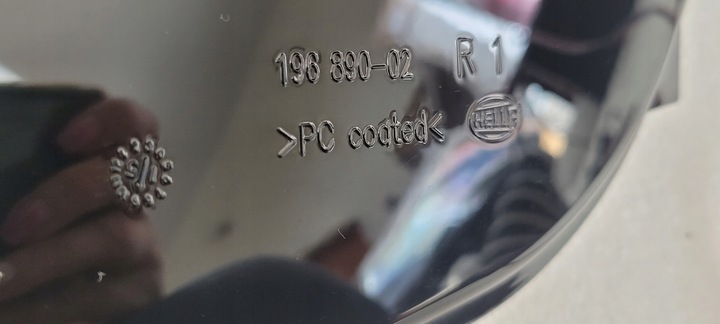 196 890-02 R 1
>PC coated< HELLA